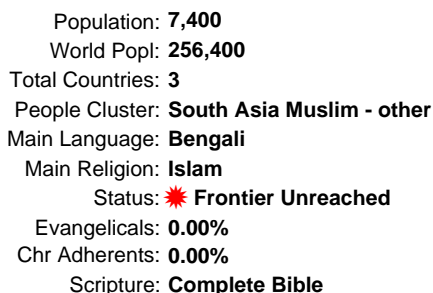 Population: 7,400
World Popl: 256,400
Total Countries: 3
People Cluster: South Asia Muslim - other
Main Language: Bengali
Main Religion: Islam
Status: Frontier Unreached
Evangelicals: 0.00%
Chr Adherents: 0.00%
Scripture: Complete Bible